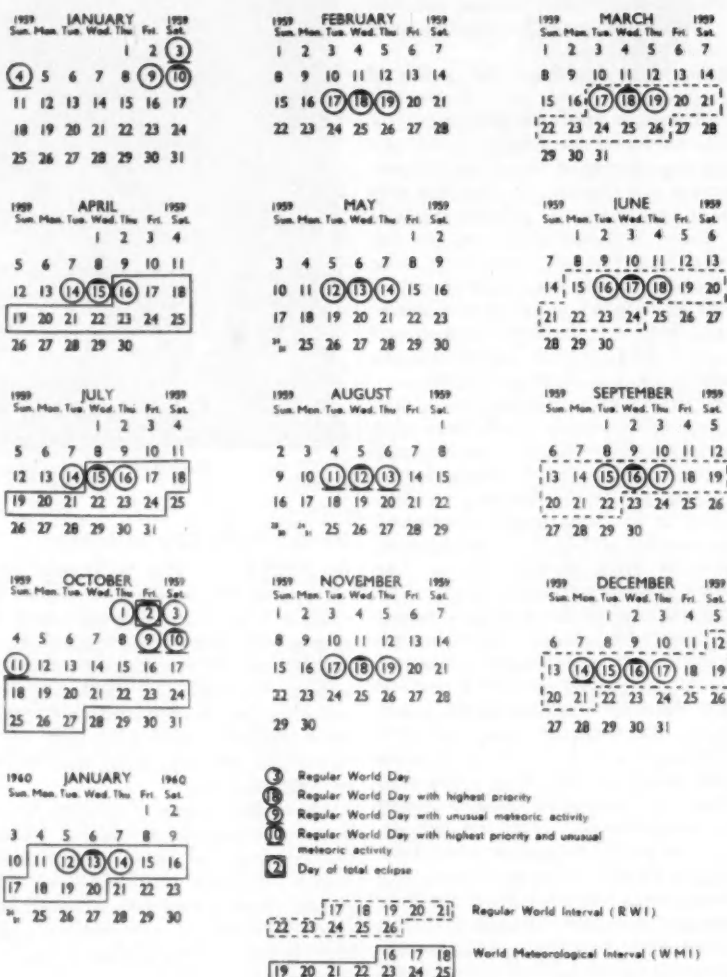 1959 JANUARY 1959
Sun. Mon. Tue. Wed. Thu. Fri. Sat.
1 2 3
4 5 6 7 8 9 10
11 12 13 14 15 16 17
18 19 20 21 22 23 24
25 26 27 28 29 30 31
1959 FEBRUARY 1959
Sun. Mon. Tue. Wed. Thu. Fri. Sat.
1 2 3 4 5 6 7
8 9 10 11 12 13 14
15 16 17 18 19 20 21
22 23 24 25 26 27 28
1959 MARCH 1959
Sun. Mon. Tue. Wed. Thu. Fri. Sat.
1 2 3 4 5 6 7
8 9 10 11 12 13 14
15 16 17 18 19 20 21
22 23 24 25 26 27 28
29 30 31
1959 APRIL 1959
Sun. Mon. Tue. Wed. Thu Fri. Sat.
1 2 3 4
5 6 7 8 9 10 11
12 13 14 15 16 17 18
19 20 21 22 23 24 25
26 27 28 29 30
1959 MAY 1959
Sun. Mon. Tue. Wed. Thu Fri. Sat.
1 2
3 4 5 6 7 8 9
10 11 12 13 14 15 16
17 18 19 20 21 22 23
24/31 25 26 27 28 29 30
1959 JUNE 1959
Sun. Mon. Tue. Wed. Thu Fri. Sat.
1 2 3 4 5 6
7 8 9 10 11 12 13
14 15 16 17 18 19 20
21 22 23 24 25 26 27
28 29 30
1959 JULY 1959
Sun. Mon. Tue. Wed. Thu Fri. Sat.
1 2 3 4
5 6 7 8 9 10 11
12 13 14 15 16 17 18
19 20 21 22 23 24 25
26 27 28 29 30 31
1959 AUGUST 1959
Sun. Mon. Tue. Wed. Thu Fri. Sat.
1
2 3 4 5 6 7 8
9 10 11 12 13 14 15
16 17 18 19 20 21 22
23/30 24/31 25 26 27 28 29
1959 SEPTEMBER 1959
Sun. Mon. Tue. Wed. Thu Fri. Sat.
1 2 3 4 5
6 7 8 9 10 11 12
13 14 15 16 17 18 19
20 21 22 23 24 25 26
27 28 29 30
1959 OCTOBER 1959
Sun. Mon. Tue. Wed. Thu Fri. Sat.
1 2 3
4 5 6 7 8 9 10
11 12 13 14 15 16 17
18 19 20 21 22 23 24
25 26 27 28 29 30 31
1959 NOVEMBER 1959
Sun. Mon. Tue. Wed. Thu Fri. Sat.
1 2 3 4 5 6 7
8 9 10 11 12 13 14
15 16 17 18 19 20 21
22 23 24 25 26 27 28
29 30
1959 DECEMBER 1959
Sun. Mon. Tue. Wed. Thu Fri. Sat.
1 2 3 4 5
6 7 8 9 10 11 12
13 14 15 16 17 18 19
20 21 22 23 24 25 26
27 28 29 30 31
1960 JANUARY 1960
Sun. Mon. Tue. Wed. Thu. Fri. Sat.
1 2
3 4 5 6 7 8 9
10 11 12 13 14 15 16
17 18 19 20 21 22 23
24/31 25 26 27 28 29 30
3 Regular World Day
18 Regular World Day with highest priority
9 Regular World Day with unusual meteoric activity
10 Regular World Day with highest priority and unusual
meteoric activity
2 Day of total eclipse
17 18 19 20 21 Regular World Interval (RWI)
22 23 24 25 26
16 17 18 World Meteorological Interval (WMI)
19 20 21 22 23 24 25